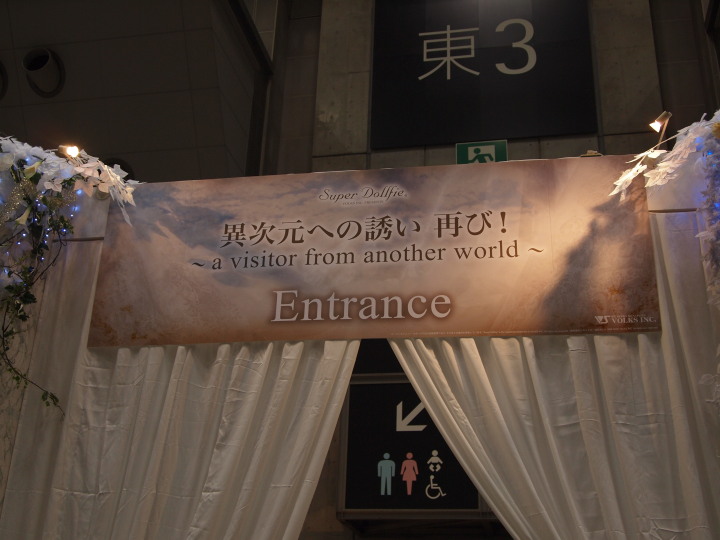 東3
Super Dollfie®
異次元への誘い 再び!
~ a visitor from another world ~
Entrance
VOLKS INC.